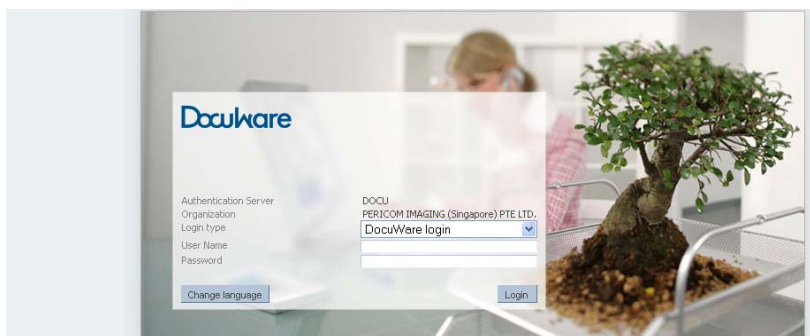 DocuWare
Authentication Server DOCU
Organization PERICOM IMAGING (Singapore) PTE LTD.
Login type DocuWare login
User Name
Password
Change language Login